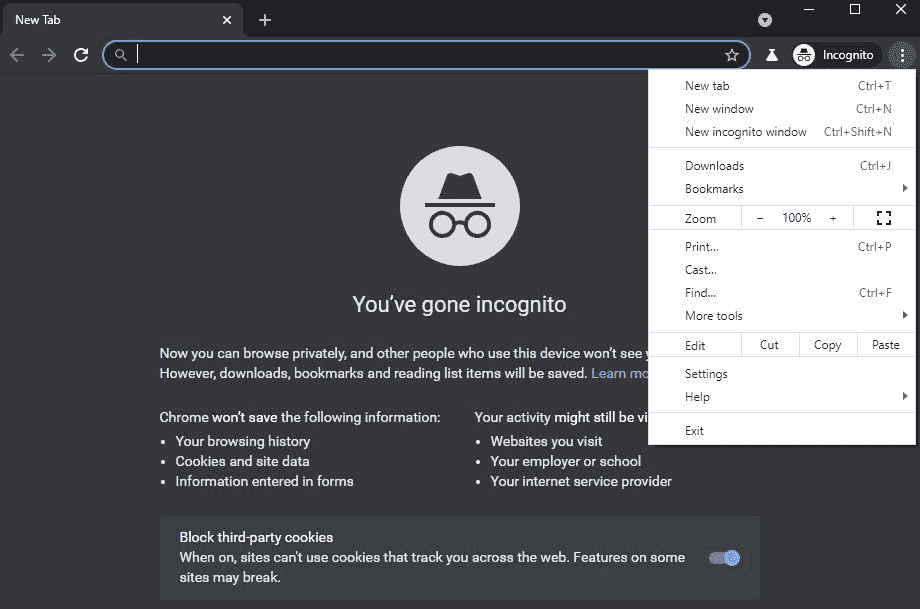 New Tab
Incognito
New tab Ctrl+T
New window Ctrl+N
New incognito window Ctrl+Shift+N
Downloads Ctrl+J
Bookmarks
Zoom − 100% +
Print... Ctrl+P
Cast...
Find... Ctrl+F
More tools
Edit Cut Copy Paste
Settings
Help
Exit
You’ve gone incognito
Now you can browse privately, and other people who use this device won’t see
However, downloads, bookmarks and reading list items will be saved. Learn
Chrome won’t save the following information:
Your browsing history
Cookies and site data
Information entered in forms
Your activity might still be
Websites you visit
Your employer or school
Your internet service provider
Block third-party cookies
When on, sites can't use cookies that track you across the web. Features on some
sites may break.